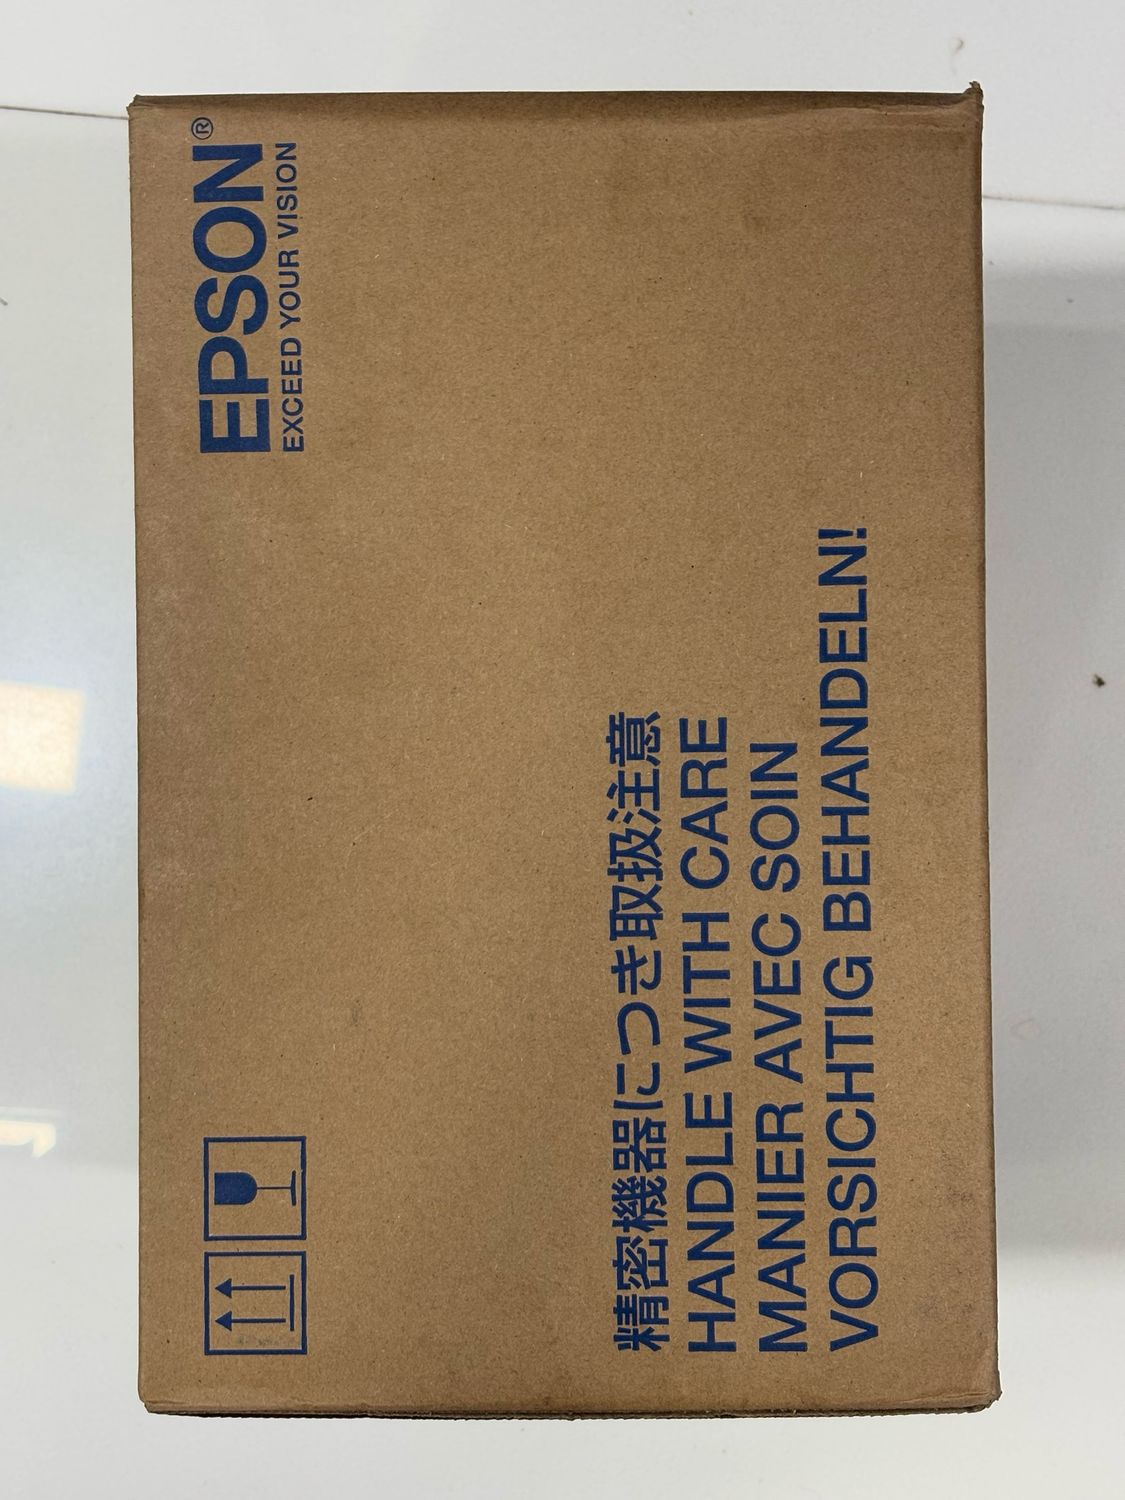 EPSON®
EXCEED YOUR VISION
精密機器につき取扱注意
HANDLE WITH CARE
MANIER AVEC SOIN
VORSICHTIG BEHANDELN!